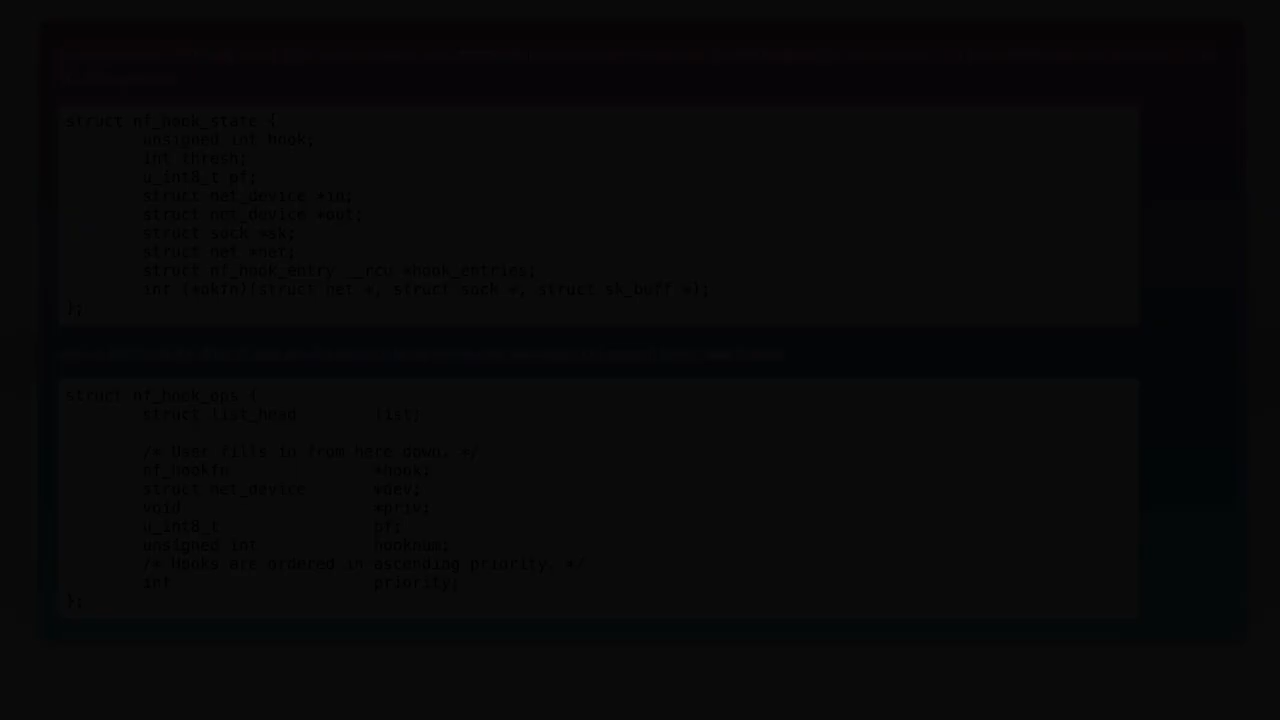 struct nf_hook_state {
        unsigned int hook;
        int thresh;
        u_int8_t pf;
        struct net_device *in;
        struct net_device *out;
        struct sock *sk;
        struct net *net;
        struct nf_hook_entry __rcu *hook_entries;
        int (*okfn)(struct net *, struct sock *, struct sk_buff *);
};
struct nf_hook_ops {
        struct list_head        list;
        /* User fills in from here down. */
        nf_hookfn               *hook;
        struct net_device       *dev;
        void                    *priv;
        u_int8_t                pf;
        unsigned int            hooknum;
        /* Hooks are ordered in ascending priority. */
        int                     priority;
};